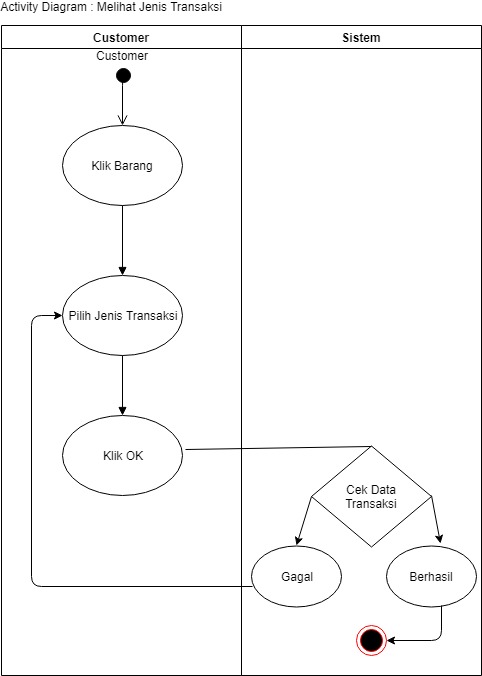 Activity Diagram : Melihat Jenis Transaksi
Customer
Sistem
Customer
Klik Barang
Pilih Jenis Transaksi
Klik OK
Cek Data
Transaksi
Gagal
Berhasil